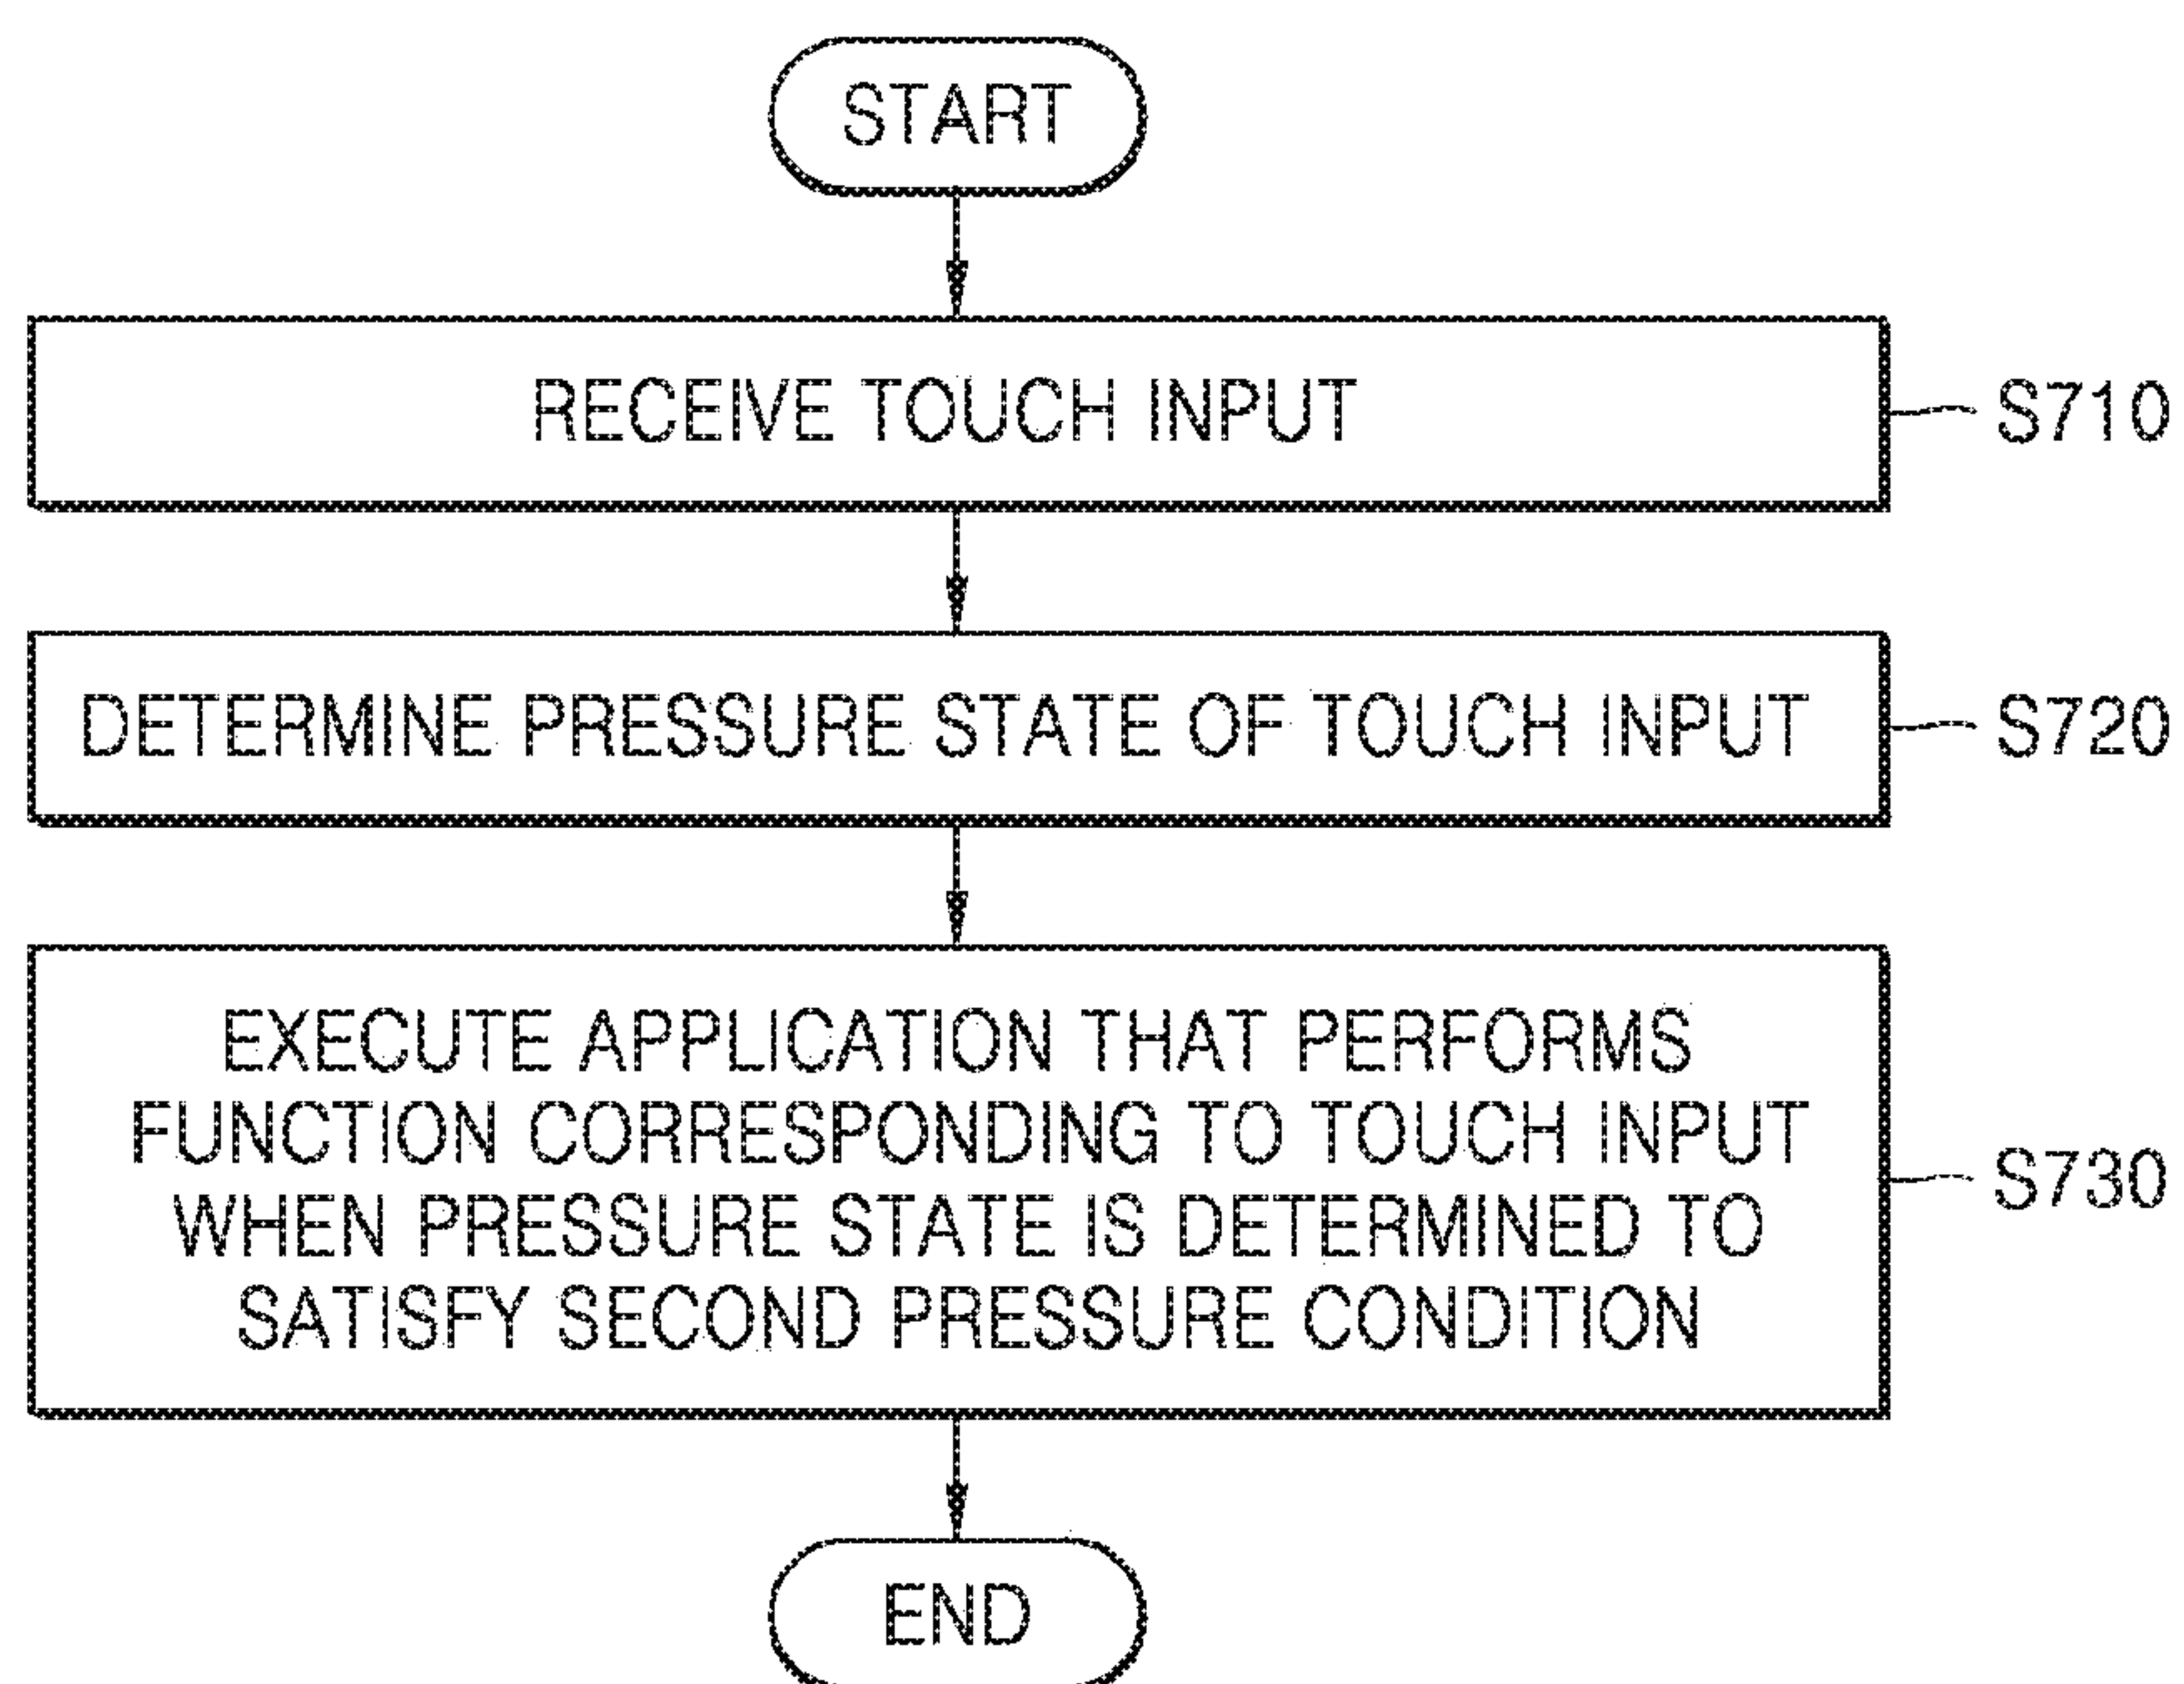 START
RECEIVE TOUCH INPUT
S710
DETERMINE PRESSURE STATE OF TOUCH INPUT
S720
EXECUTE APPLICATION THAT PERFORMS
FUNCTION CORRESPONDING TO TOUCH INPUT
WHEN PRESSURE STATE IS DETERMINED TO
SATISFY SECOND PRESSURE CONDITION
S730
END